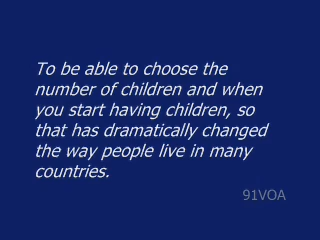 To be able to choose the
number of children and when
you start having children, so
that has dramatically changed
the way people live in many
countries.
91VOA